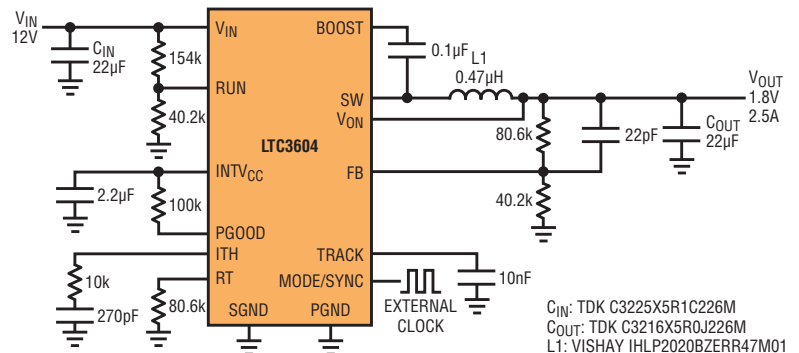 VIN
12V
CIN
22µF
154k
40.2k
VIN
RUN
INTVCC
PGOOD
ITH
RT
SGND
PGND
LTC3604
BOOST
SW
VON
FB
TRACK
MODE/SYNC
2.2µF
100k
10k
270pF
80.6k
0.1µF
L1
0.47µH
VOUT
1.8V
2.5A
80.6k
22pF
COUT
22µF
40.2k
10nF
EXTERNAL
CLOCK
CIN: TDK C3225X5R1C226M
COUT: TDK C3216X5R0J226M
L1: VISHAY IHLP2020BZERR47M01